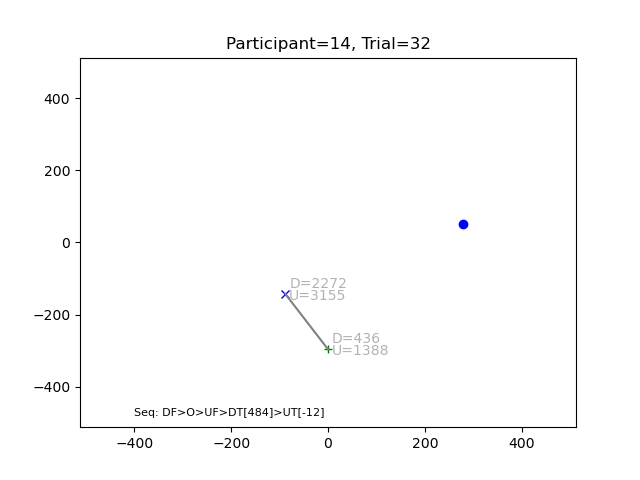 Participant=14, Trial=32
400
200
0
−200
−400
D=2272
U=3155
D=436
U=1388
Seq: DF>O>UF>DT[484]>UT[-12]
−400 −200 0 200 400